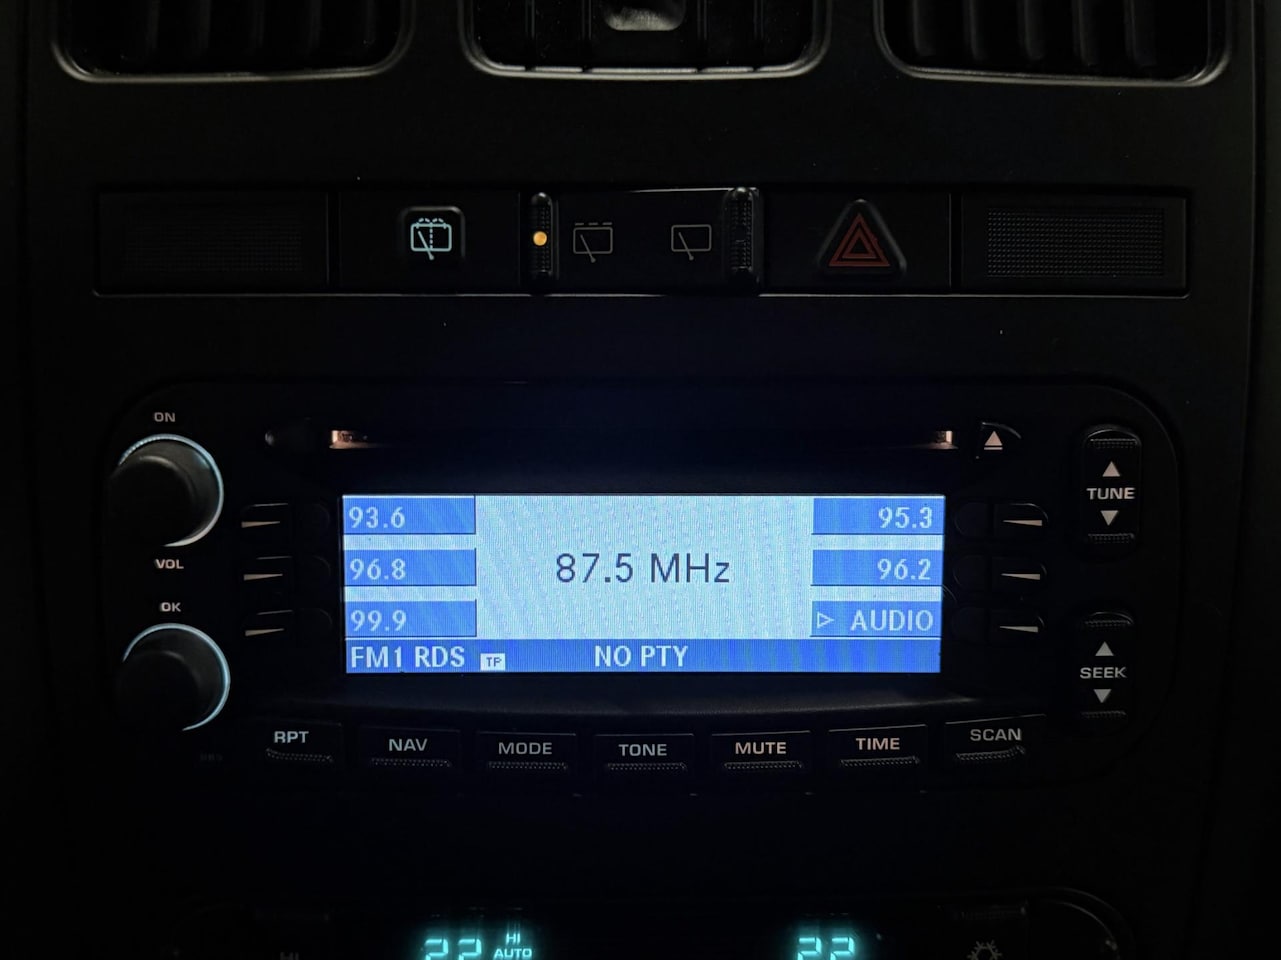 ON
VOL
OK
93.6
96.8
99.9
87.5 MHz
95.3
96.2
AUDIO
FM1 RDS TP NO PTY
TUNE
SEEK
RPT NAV MODE TONE MUTE TIME SCAN
22 HI AUTO 22
HI